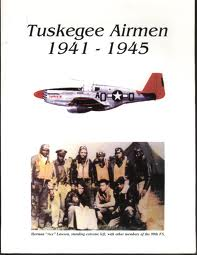 Tuskegee Airmen
1941 - 1945
Herman "Ace" Lawson, standing extreme left, with other members of the 99th FS.